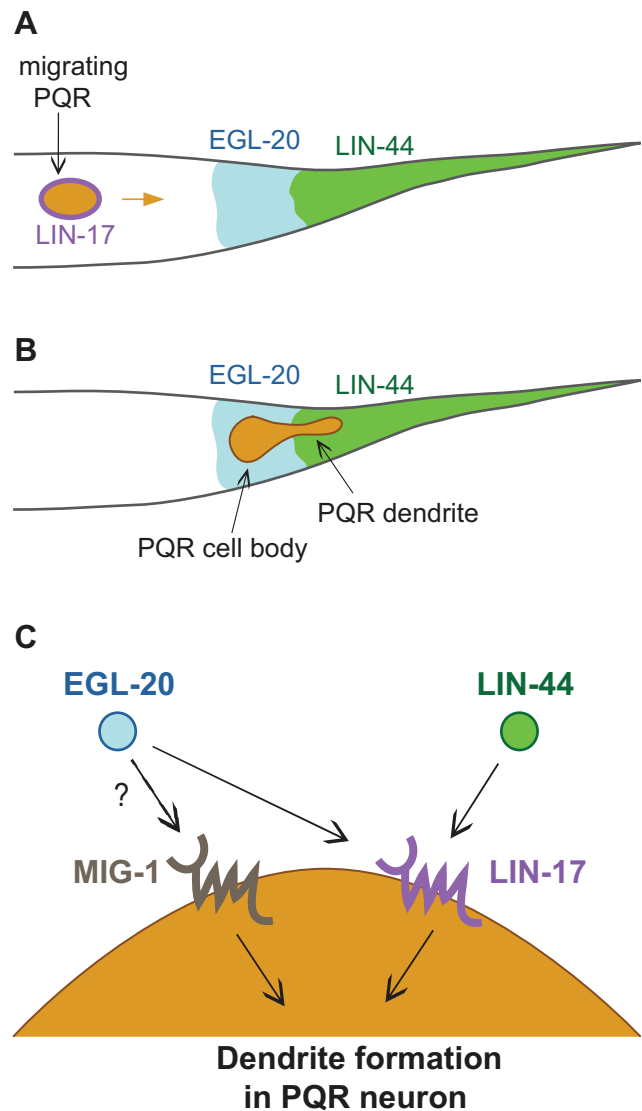 A
migrating
PQR
EGL-20
LIN-44
LIN-17
B
EGL-20
LIN-44
PQR dendrite
PQR cell body
C
EGL-20
LIN-44
?
MIG-1
LIN-17
Dendrite formation
in PQR neuron